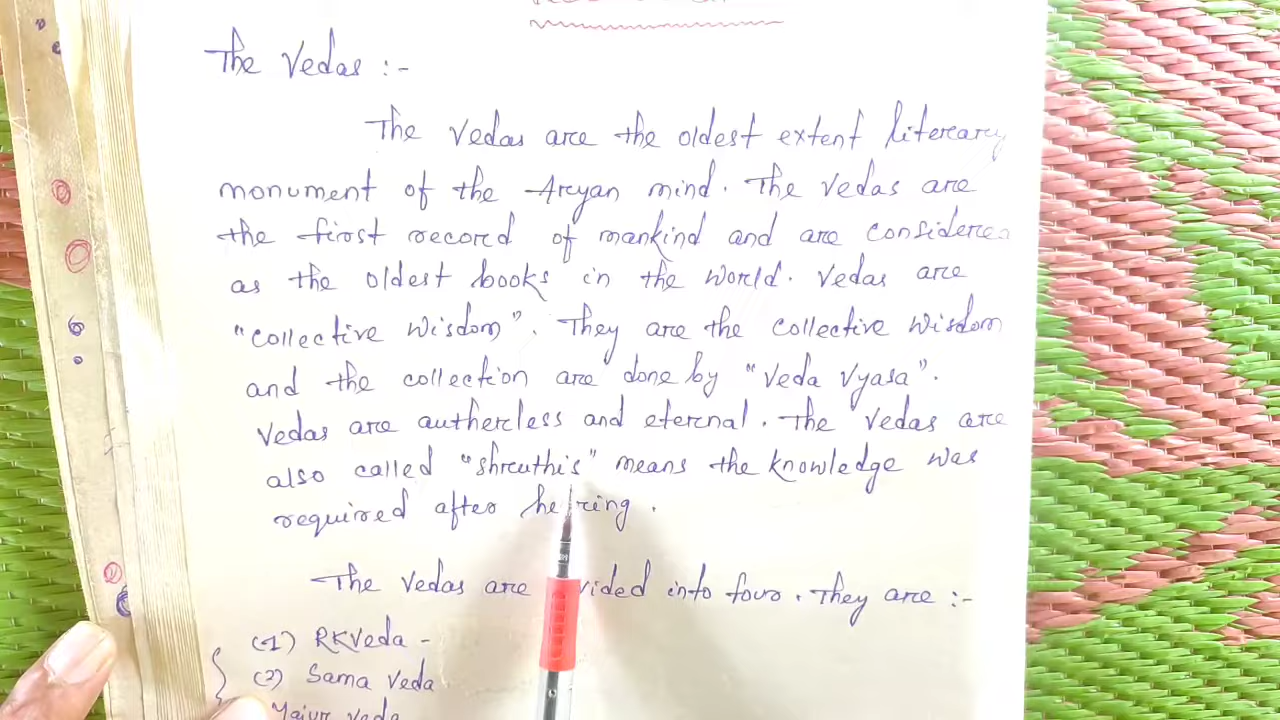 The Vedas :-
The Vedas are the oldest extent literary
monument of the Aryan mind. The Vedas are
the first record of mankind and are considered
as the oldest books in the world. Vedas are
"collective wisdom". They are the collective wisdom
and the collection are done by "Veda Vyasa".
Vedas are autherless and eternal. The Vedas are
also called "shruthi's" means the knowledge was
required after hearing.
The Vedas are divided into four. They are :-
(1) RKVeda -
(2) Sama Veda
Yajur veda